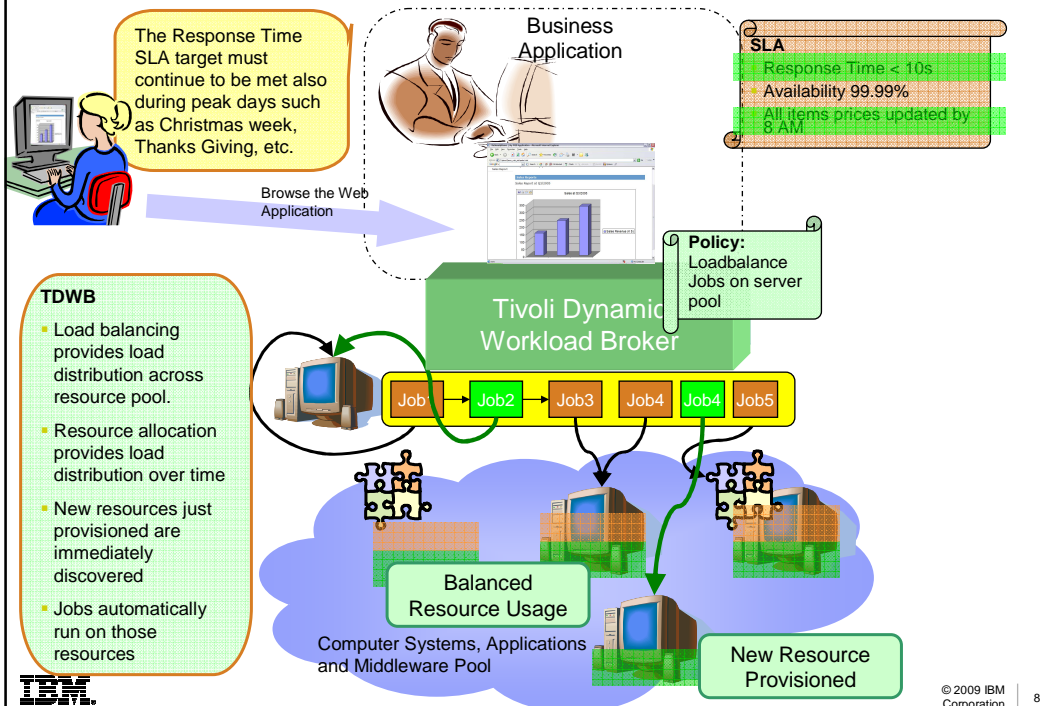 The Response Time
SLA target must
continue to be met also
during peak days such
as Christmas week,
Thanks Giving, etc.
Business
Application
SLA
Response Time < 10s
Availability 99.99%
All items prices updated by
8 AM
Browse the Web
Application
Sales Report
Policy:
Loadbalance
Jobs on server
pool
Tivoli Dynamic
Workload Broker
TDWB
Load balancing
provides load
distribution across
resource pool.
Resource allocation
provides load
distribution over time
New resources just
provisioned are
immediately
discovered
Jobs automatically
run on those
resources
Job1 Job2 Job3 Job4 Job4 Job5
Balanced
Resource Usage
Computer Systems, Applications
and Middleware Pool
New Resource
Provisioned
IBM
© 2009 IBM
Corporation
8